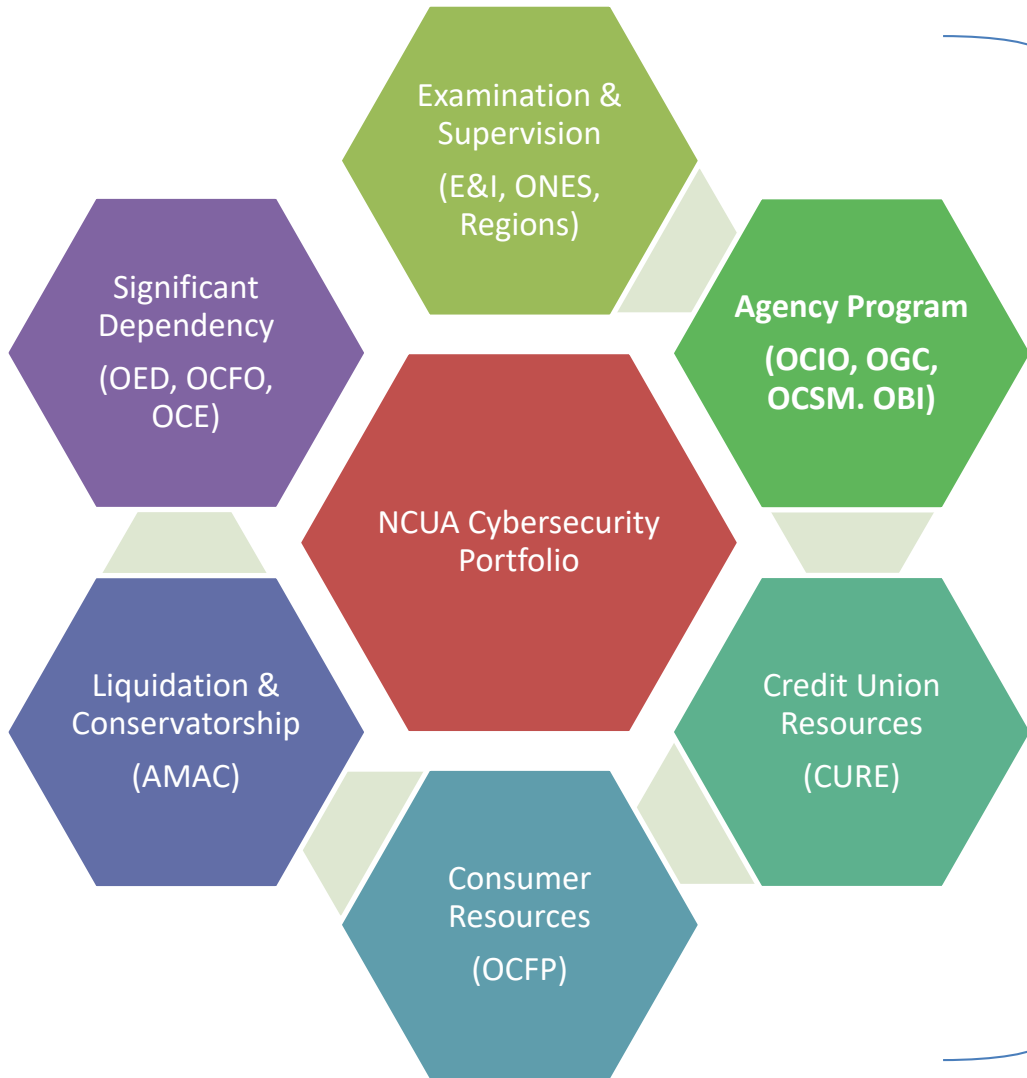 Examination &
Supervision
(E&I, ONES,
Regions)
Significant
Dependency
(OED, OCFO,
OCE)
Agency Program
(OCIO, OGC,
OCSM. OBI)
NCUA Cybersecurity
Portfolio
Liquidation &
Conservatorship
(AMAC)
Credit Union
Resources
(CURE)
Consumer
Resources
(OCFP)